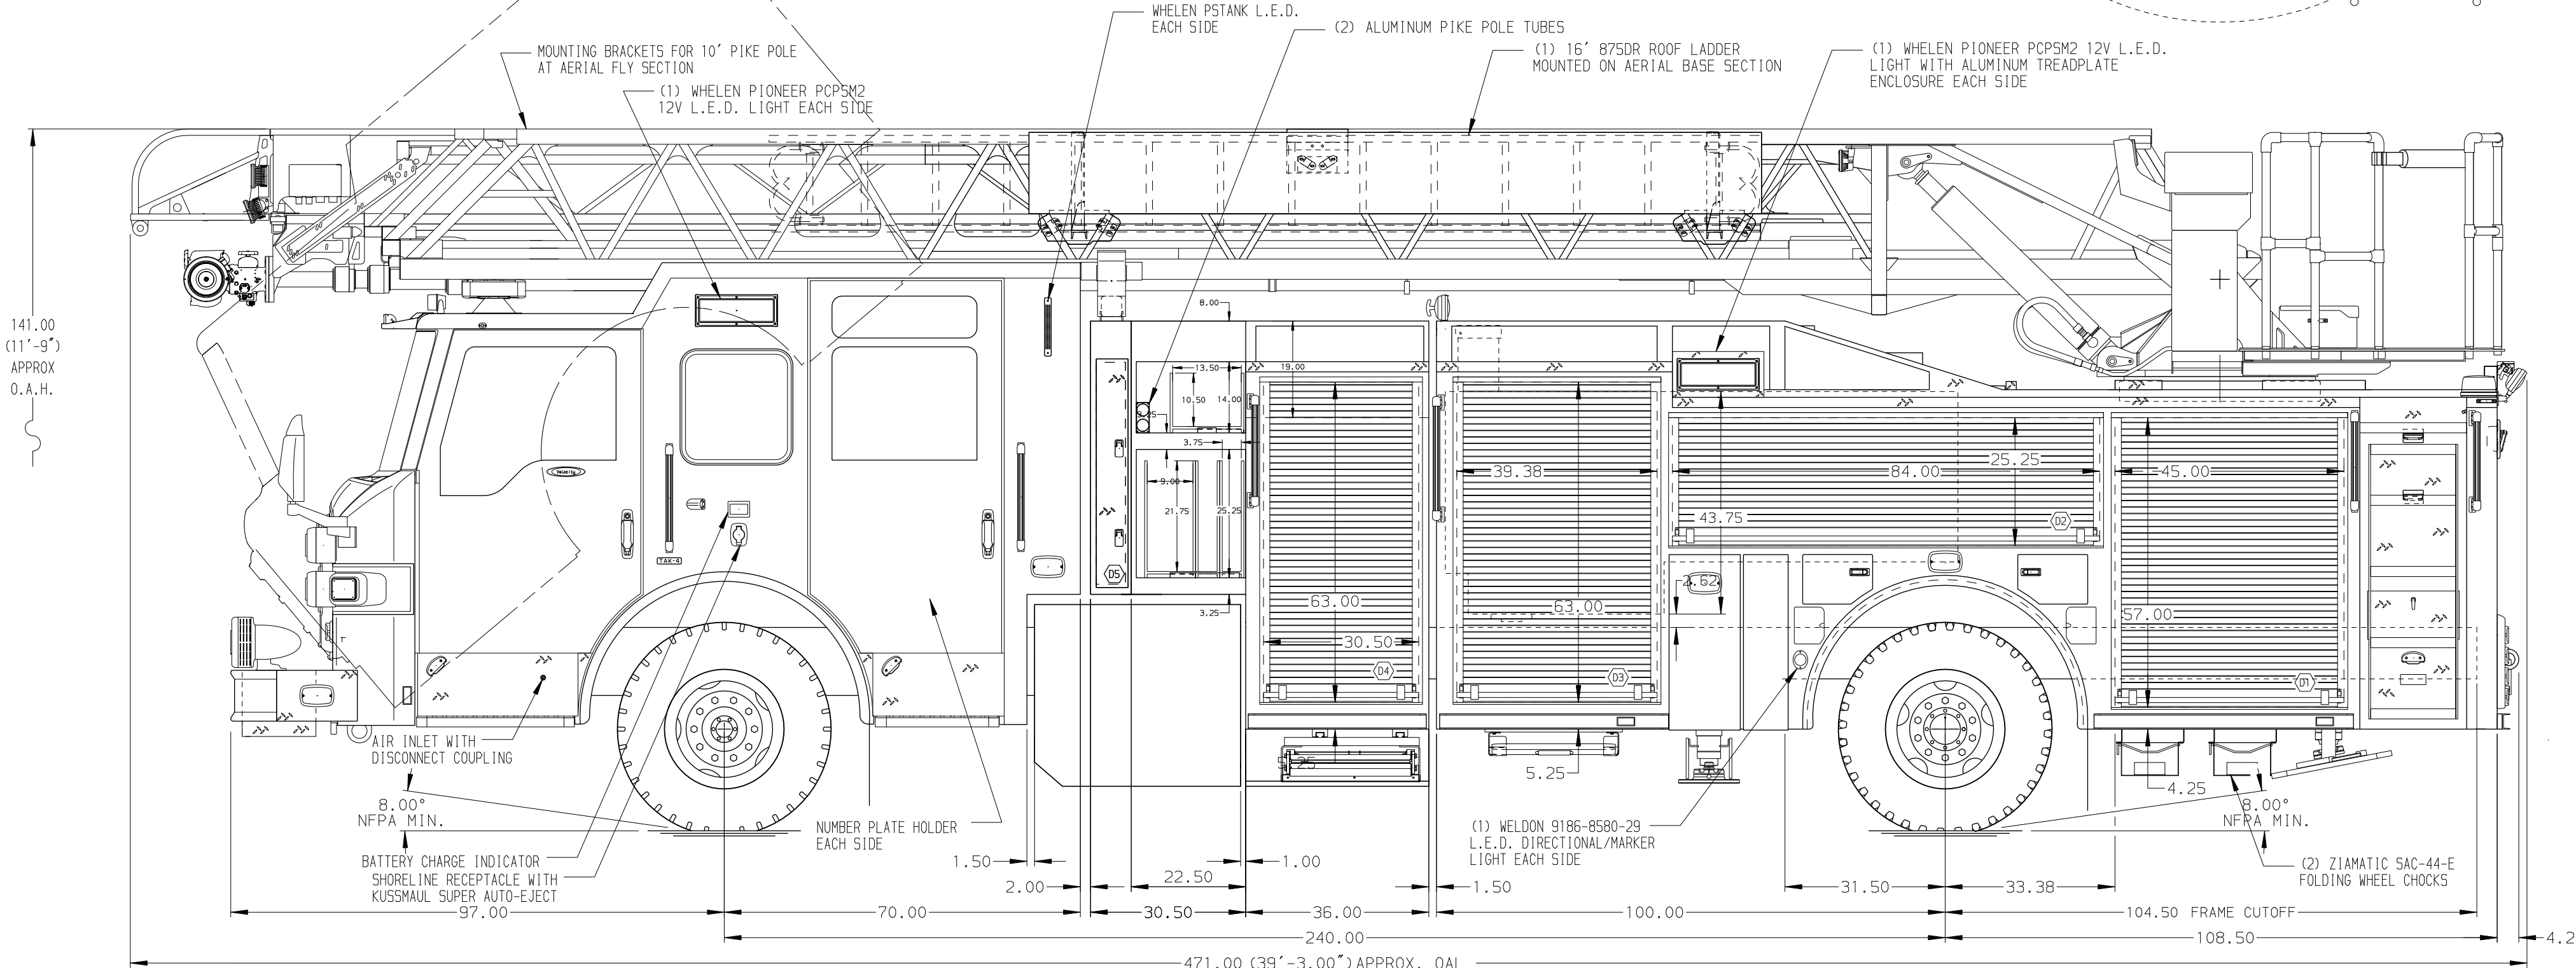 WHELEN PSTANK L.E.D.
EACH SIDE
(2) ALUMINUM PIKE POLE TUBES
MOUNTING BRACKETS FOR 10' PIKE POLE
AT AERIAL FLY SECTION
(1) 16' 875DR ROOF LADDER
MOUNTED ON AERIAL BASE SECTION
(1) WHELEN PIONEER PCPSM2 12V L.E.D.
LIGHT WITH ALUMINUM TREADPLATE
ENCLOSURE EACH SIDE
(1) WHELEN PIONEER PCPSM2
12V L.E.D. LIGHT EACH SIDE
141.00
(11'-9")
APPROX
O.A.H.
8.00
13.50
19.00
10.50
14.00
3.75
9.00
21.75
25.25
3.25
Velocity
TAK-4
D5
63.00
30.50
D4
39.38
63.00
D3
84.00
25.25
D2
43.75
2.62
45.00
57.00
D1
5.25
4.25
AIR INLET WITH
DISCONNECT COUPLING
8.00°
NFPA MIN.
BATTERY CHARGE INDICATOR
SHORELINE RECEPTACLE WITH
KUSSMAUL SUPER AUTO-EJECT
NUMBER PLATE HOLDER
EACH SIDE
(1) WELDON 9186-8580-29
L.E.D. DIRECTIONAL/MARKER
LIGHT EACH SIDE
8.00°
NFPA MIN.
(2) ZIAMATIC SAC-44-E
FOLDING WHEEL CHOCKS
1.50
1.00
2.00
22.50
1.50
31.50
33.38
97.00
70.00
30.50
36.00
100.00
104.50 FRAME CUTOFF
240.00
108.50
4.2
471.00 (39'-3.00") APPROX. OAL